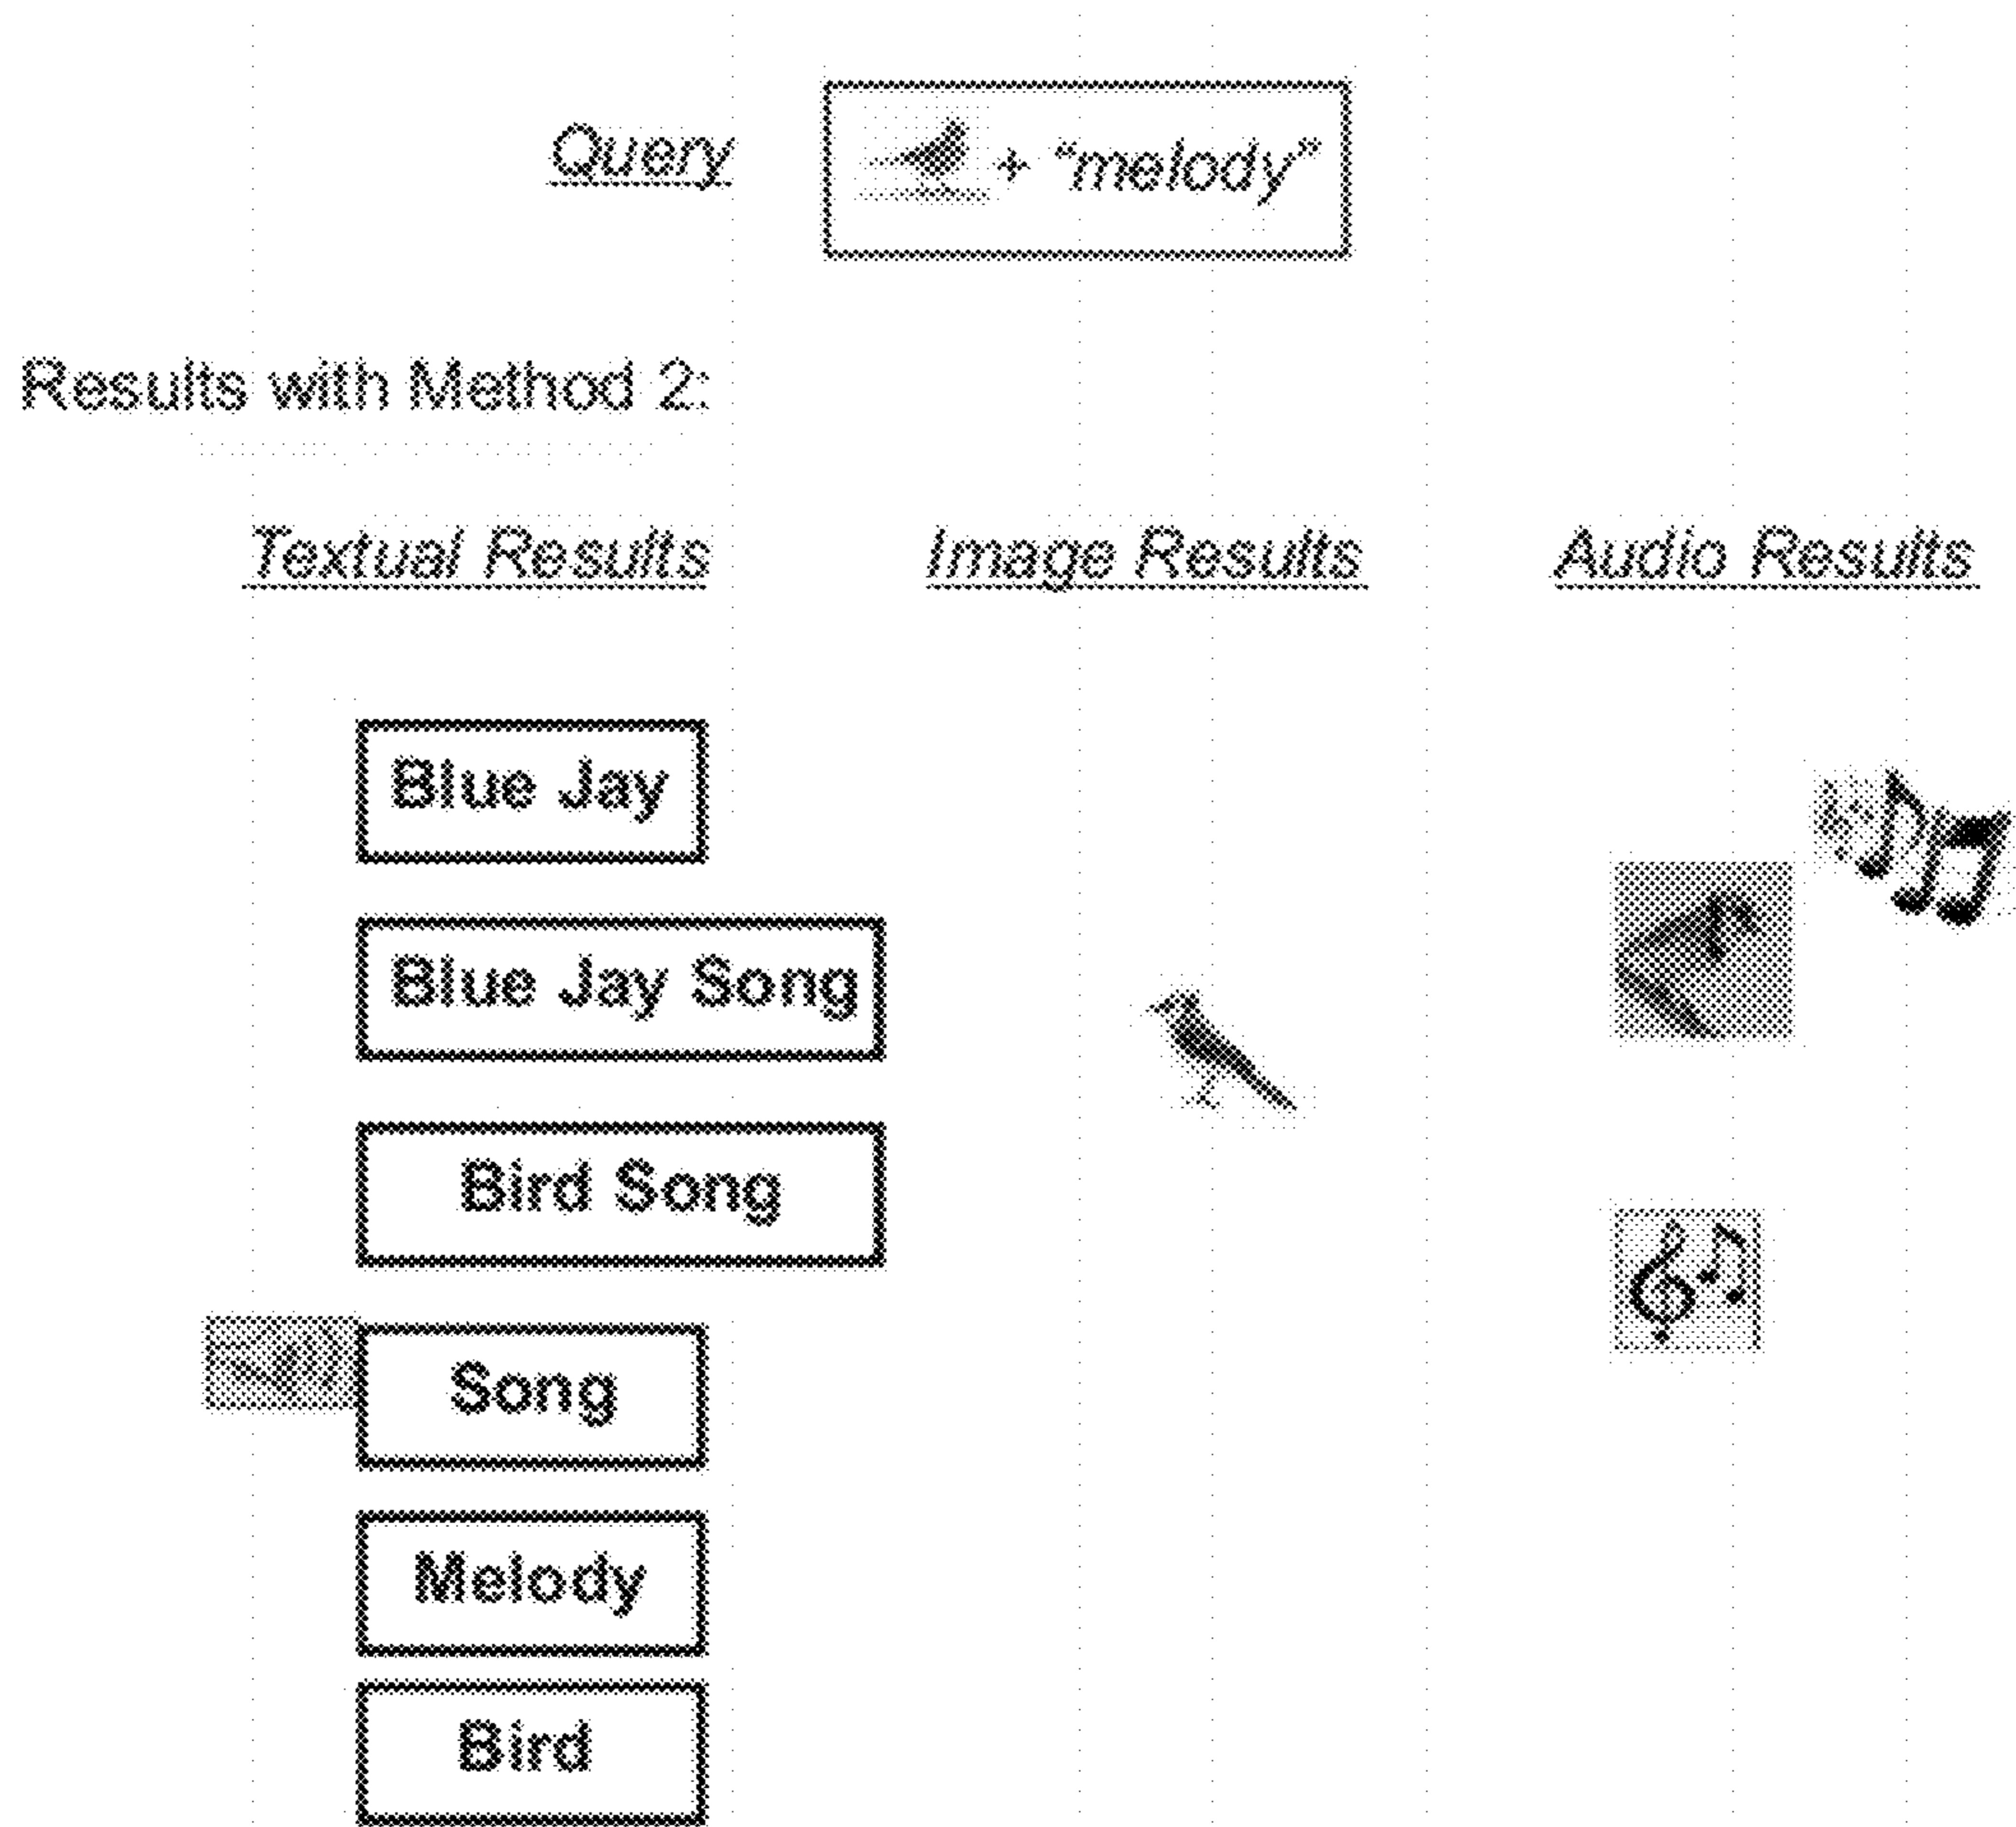 Query
+ “melody”
Results with Method 2:
Textual Results
Image Results
Audio Results
Blue Jay
Blue Jay Song
Bird Song
Song
Melody
Bird